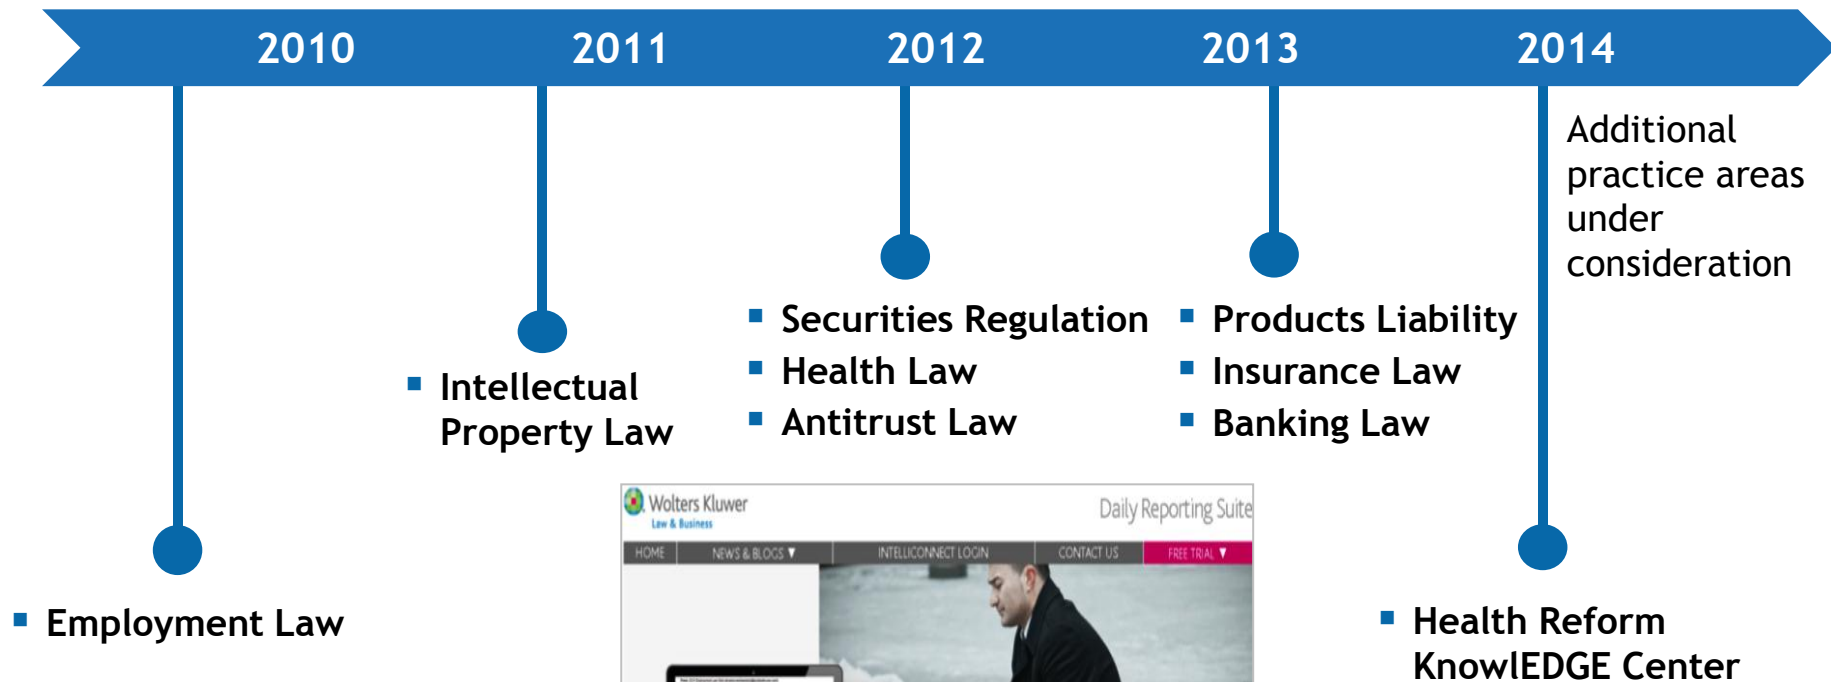 2010 2011 2012 2013 2014
Additional
practice areas
under
consideration
▪ Securities Regulation
▪ Health Law
▪ Antitrust Law
▪ Products Liability
▪ Insurance Law
▪ Banking Law
▪ Intellectual
Property Law
Wolters Kluwer
Law & Business
Daily Reporting Suite
HOME NEWS & BLOGS ▼ INTELLICONNECT LOGIN CONTACT US FREE TRIAL ▼
▪ Employment Law
▪ Health Reform
KnowlEDGE Center